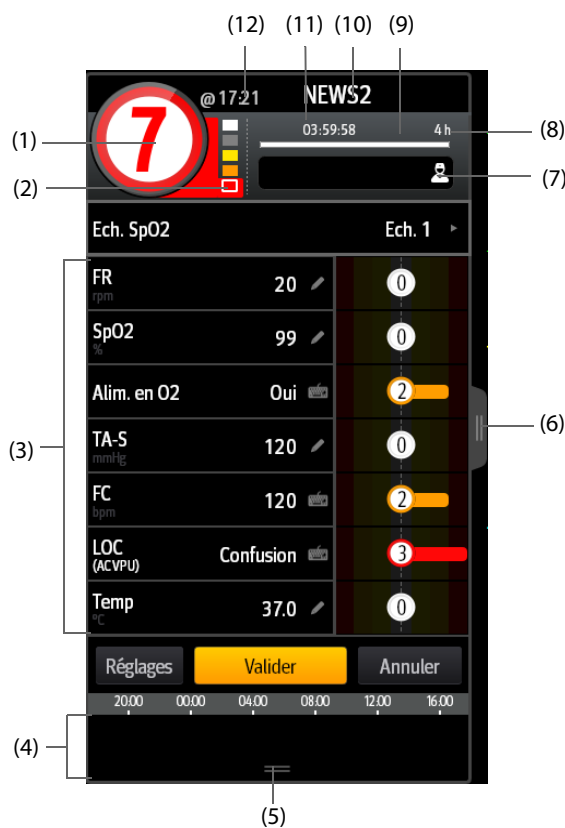 (12) (11) (10) (9)
@ 17:21 NEWS2
03:59:58 4 h
(8)
(1)
7
(7)
(2)
Ech. SpO2 Ech. 1
FR 20 0
rpm
SpO2 99 0
%
Alim. en O2 Oui 2
(6)
(3)
TA-S 120 0
mmHg
FC 120 2
bpm
LOC Confusion 3
(ACVPU)
Temp 37.0 0
°C
Réglages Valider Annuler
20:00 00:00 04:00 08:00 12:00 16:00
(4)
(5)